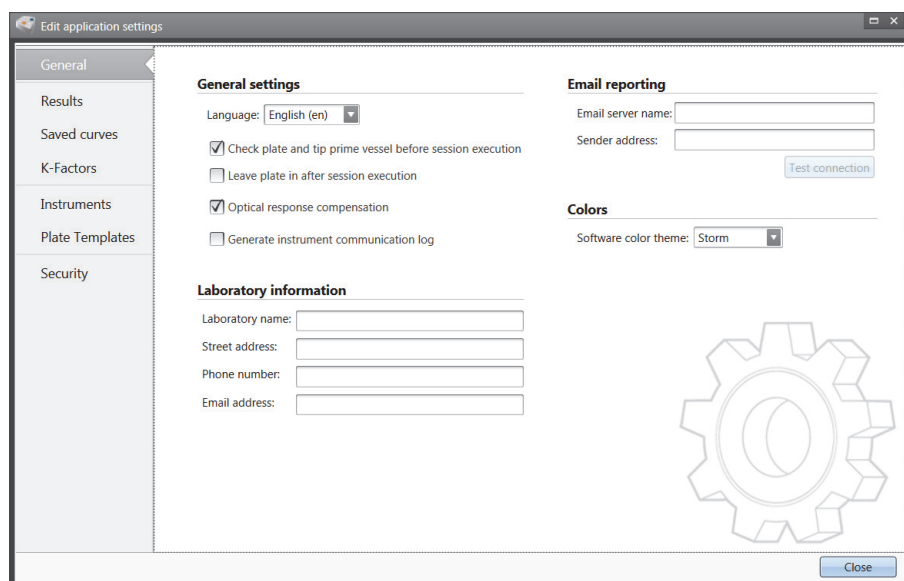 Edit application settings
General
Results
Saved curves
K-Factors
Instruments
Plate Templates
Security
General settings
Language: English (en)
Check plate and tip prime vessel before session execution
Leave plate in after session execution
Optical response compensation
Generate instrument communication log
Laboratory information
Laboratory name:
Street address:
Phone number:
Email address:
Email reporting
Email server name:
Sender address:
Test connection
Colors
Software color theme: Storm
Close